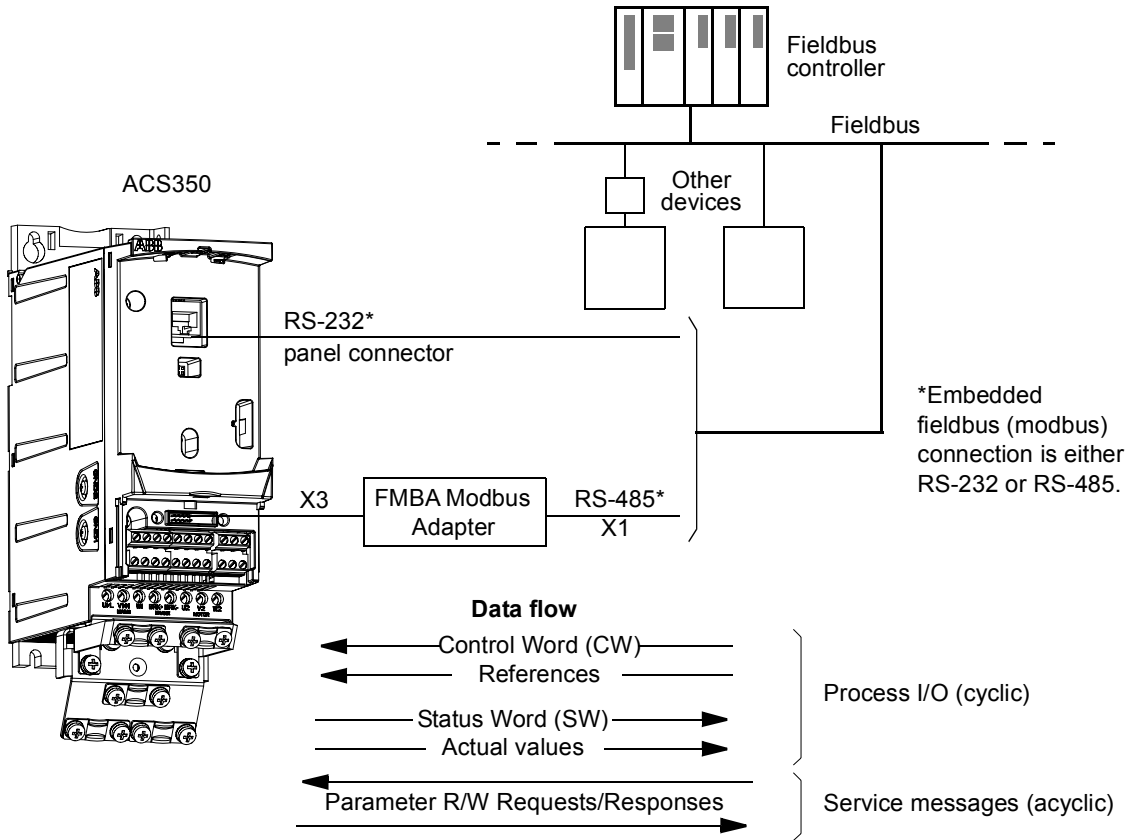 Fieldbus
controller
Fieldbus
ACS350
Other
devices
ABB
RS-232*
panel connector
*Embedded
fieldbus (modbus)
connection is either
RS-232 or RS-485.
X3
FMBA Modbus
Adapter
RS-485*
X1
Data flow
Control Word (CW)
References
Process I/O (cyclic)
Status Word (SW)
Actual values
Parameter R/W Requests/Responses
Service messages (acyclic)